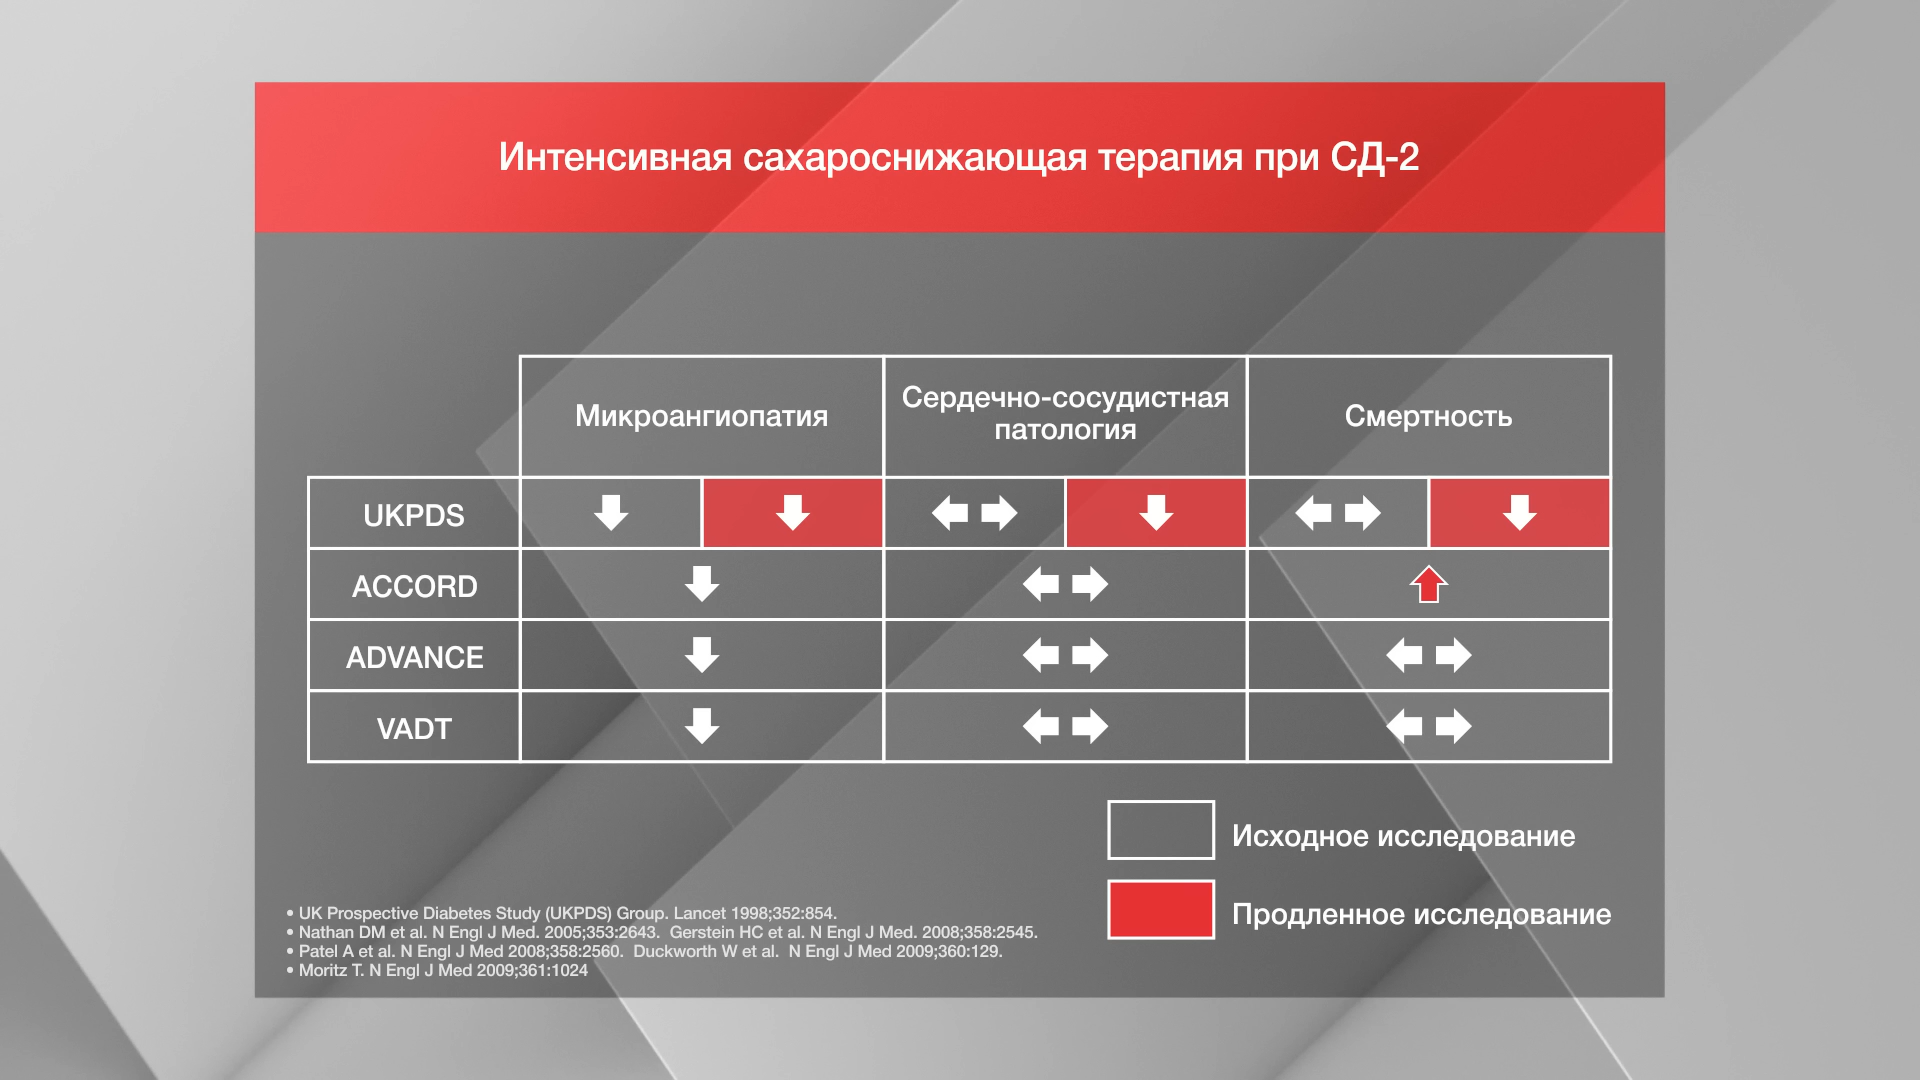 Интенсивная сахароснижающая терапия при СД-2
Микроангиопатия
Сердечно-сосудистная
патология
Смертность
UKPDS
ACCORD
ADVANCE
VADT
Исходное исследование
Продленное исследование
• UK Prospective Diabetes Study (UKPDS) Group. Lancet 1998;352:854.
• Nathan DM et al. N Engl J Med. 2005;353:2643. Gerstein HC et al. N Engl J Med. 2008;358:2545.
• Patel A et al. N Engl J Med 2008;358:2560. Duckworth W et al. N Engl J Med 2009;360:129.
• Moritz T. N Engl J Med 2009;361:1024